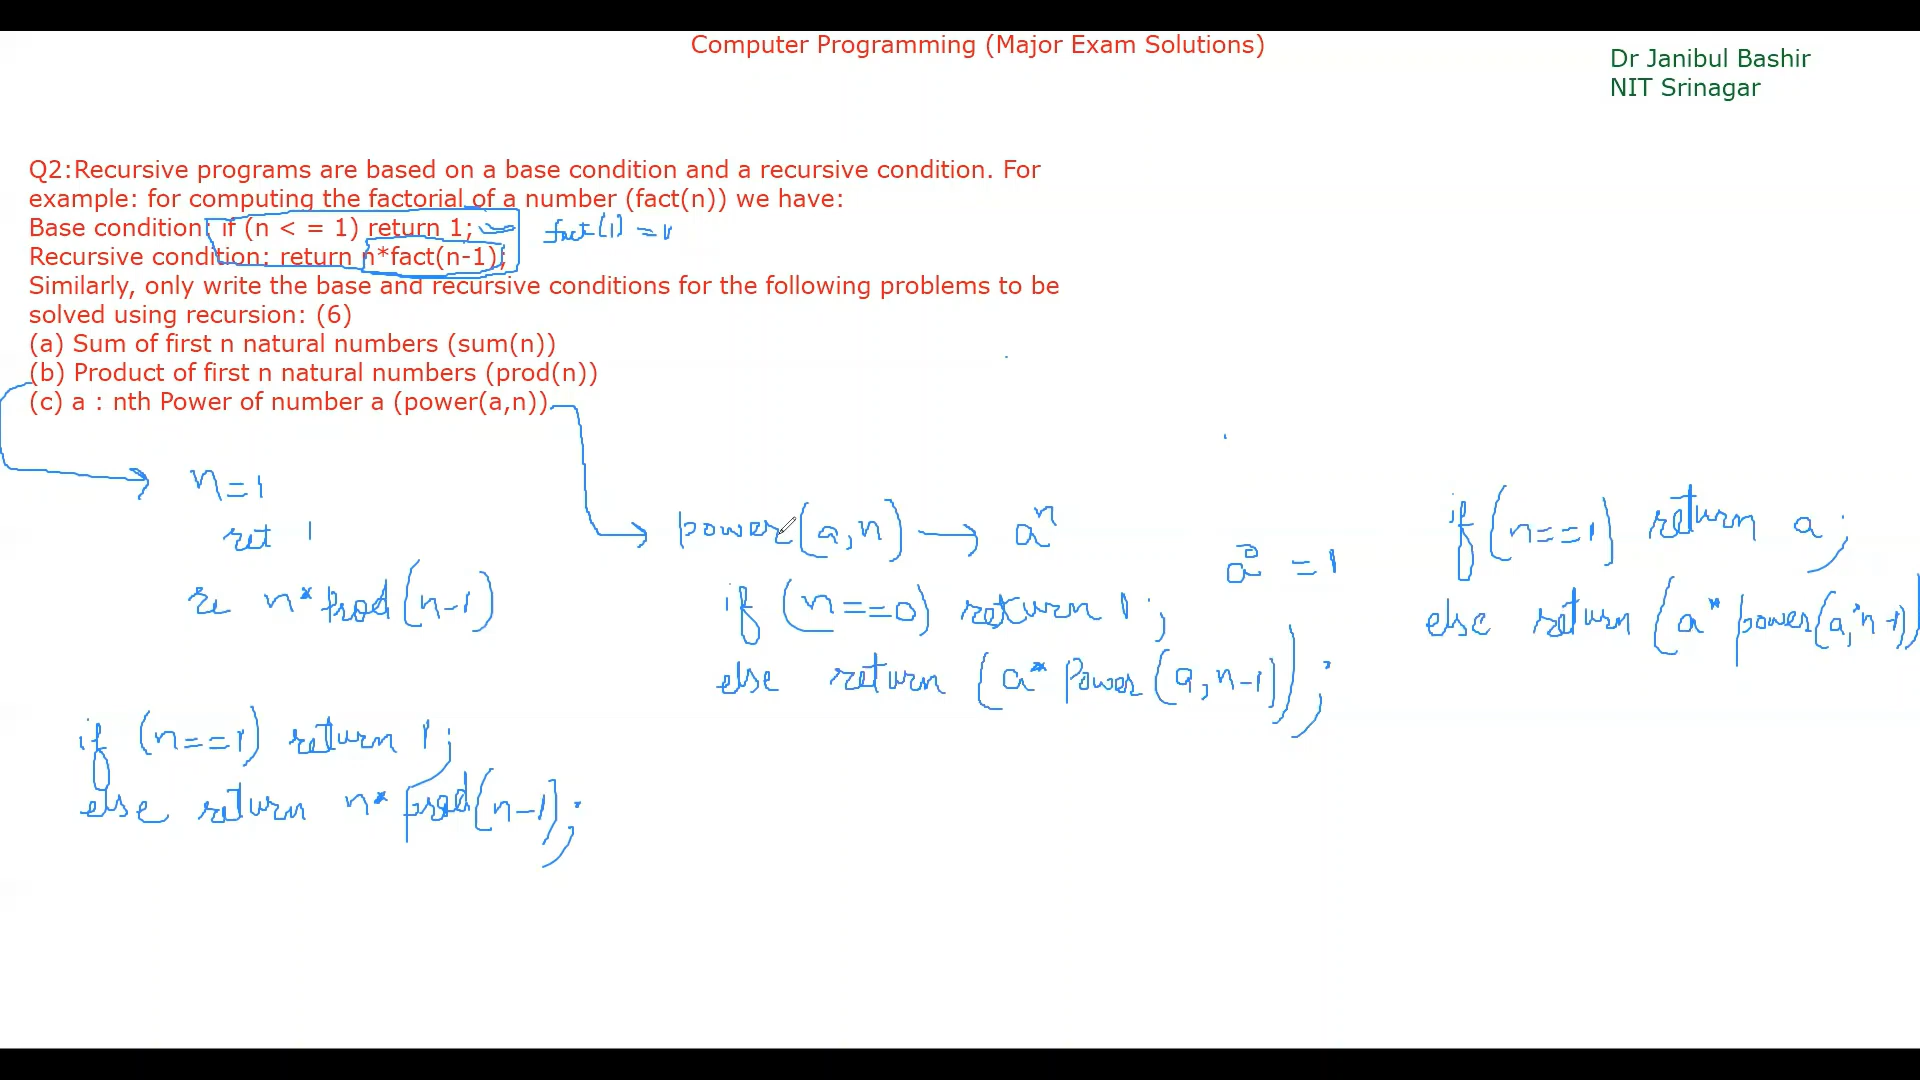 Computer Programming (Major Exam Solutions)
Dr Janibul Bashir
NIT Srinagar
Q2:Recursive programs are based on a base condition and a recursive condition. For
example: for computing the factorial of a number (fact(n)) we have:
Base condition: if (n < = 1) return 1;
fact(1) = 1
Recursive condition: return n*fact(n-1);
Similarly, only write the base and recursive conditions for the following problems to be
solved using recursion: (6)
(a) Sum of first n natural numbers (sum(n))
(b) Product of first n natural numbers (prod(n))
(c) a : nth Power of number a (power(a,n))
n=1
ret 1
re n* prod(n-1)
if (n==1) return 1;
else return n* prod(n-1);
power(a,n) → aⁿ
if (n==0) return 1;
else return (a* power(a,n-1));
a⁰ = 1
if (n==1) return a;
else return (a* power(a,n-1)